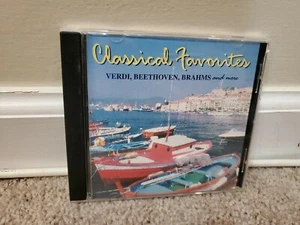 Classical Favorites
VERDI, BEETHOVEN, BRAHMS and more